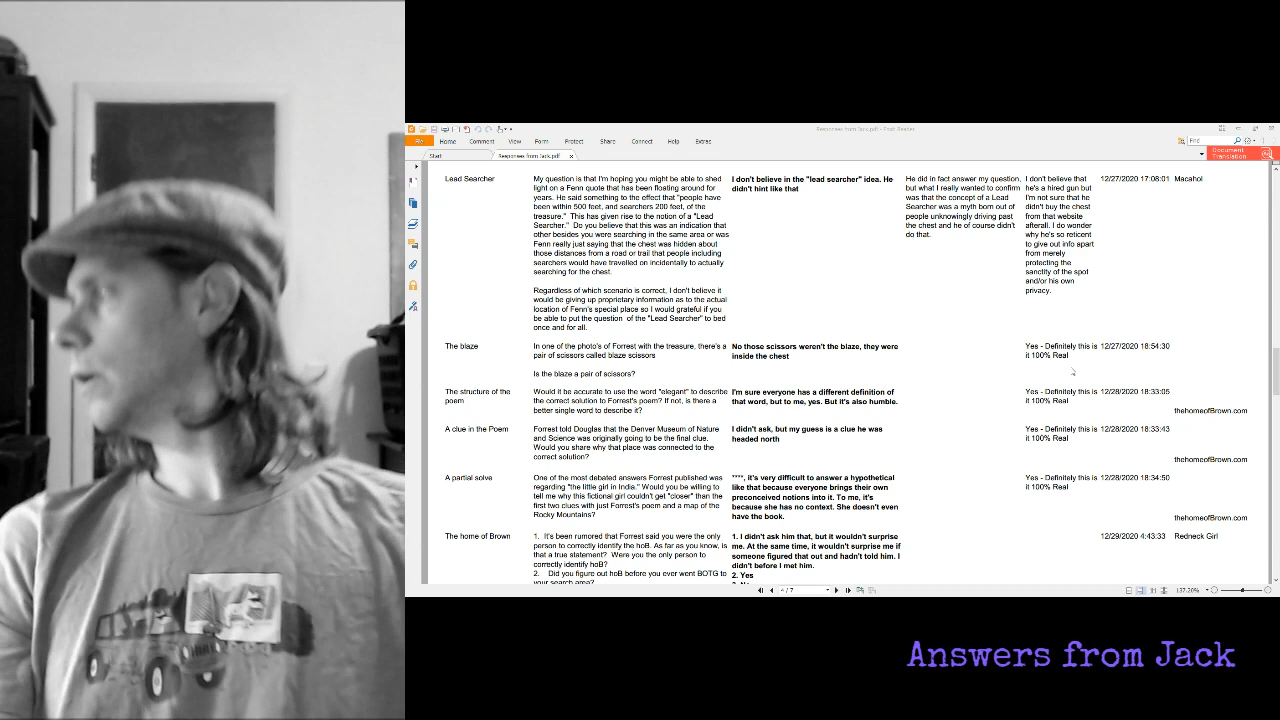 Responses from Jack.pdf - Foxit Reader
File
Home
Comment
View
Form
Protect
Share
Connect
Help
Extras
Find
Start
Responses from Jack.pdf
Document
Translation
Lead Searcher
My question is that I'm hoping you might be able to shed
light on a Fenn quote that has been floating around for
years. He said something to the effect that "people have
been within 500 feet, and searchers 200 feet, of the
treasure." This has given rise to the notion of a "Lead
Searcher." Do you believe that this was an indication that
other besides you were searching in the same area or was
Fenn really just saying that the chest was hidden about
those distances from a road or trail that people including
searchers would have travelled on incidentally to actually
searching for the chest.
Regardless of which scenario is correct, I don't believe it
would be giving up proprietary information as to the actual
location of Fenn's special place so I would grateful if you
be able to put the question of the "Lead Searcher" to bed
once and for all.
I don't believe in the "lead searcher" idea. He
didn't hint like that
He did in fact answer my question,
but what I really wanted to confirm
was that the concept of a Lead
Searcher was a myth born out of
people unknowingly driving past
the chest and he of course didn't
do that.
I don't believe that
he's a hired gun but
I'm not sure that he
didn't buy the chest
from that website
afterall. I do wonder
why he's so reticent
to give out info apart
from merely
protecting the
sanctity of the spot
and/or his own
privacy.
12/27/2020 17:08:01
Macahol
The blaze
In one of the photo's of Forrest with the treasure, there's a
pair of scissors called blaze scissors
Is the blaze a pair of scissors?
No those scissors weren't the blaze, they were
inside the chest
Yes - Definitely this is
it 100% Real
12/27/2020 18:54:30
The structure of the
poem
Would it be accurate to use the word "elegant" to describe
the correct solution to Forrest's poem? If not, is there a
better single word to describe it?
I'm sure everyone has a different definition of
that word, but to me, yes. But it's also humble.
Yes - Definitely this is
it 100% Real
12/28/2020 18:33:05
thehomeofBrown.com
A clue in the Poem
Forrest told Douglas that the Denver Museum of Nature
and Science was originally going to be the final clue.
Would you share why that place was connected to the
correct solution?
I didn't ask, but my guess is a clue he was
headed north
Yes - Definitely this is
it 100% Real
12/28/2020 18:33:43
thehomeofBrown.com
A partial solve
One of the most debated answers Forrest published was
regarding "the little girl in India." Would you be willing to
tell me why this fictional girl couldn't get "closer" than the
first two clues with just Forrest's poem and a map of the
Rocky Mountains?
****, it's very difficult to answer a hypothetical
like that because everyone brings their own
preconceived notions into it. To me, it's
because she has no context. She doesn't even
have the book.
Yes - Definitely this is
it 100% Real
12/28/2020 18:34:50
thehomeofBrown.com
The home of Brown
1. It's been rumored that Forrest said you were the only
person to correctly identify the hoB. As far as you know, is
that a true statement? Were you the only person to
correctly identify hoB?
2. Did you figure out hoB before you ever went BOTG to
your search area?
1. I didn't ask him that, but it wouldn't surprise
me. At the same time, it wouldn't surprise me if
someone figured that out and hadn't told him. I
didn't before I met him.
2. Yes
12/29/2020 4:43:33
Redneck Girl
4 / 7
137.20%
Answers from Jack